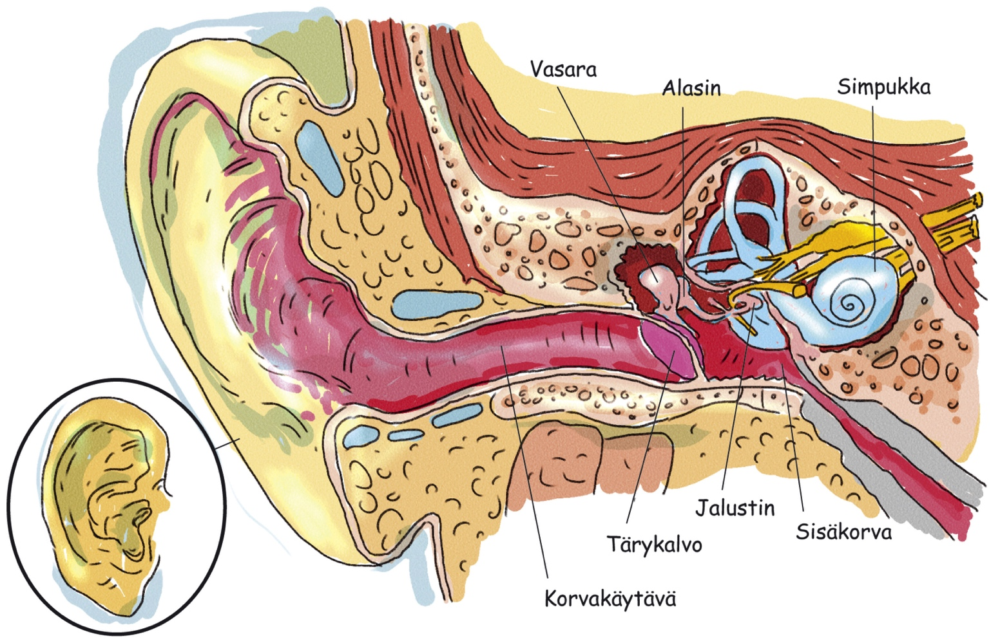 Vasara
Alasin
Simpukka
Jalustin
Sisäkorva
Tärykalvo
Korvakäytävä